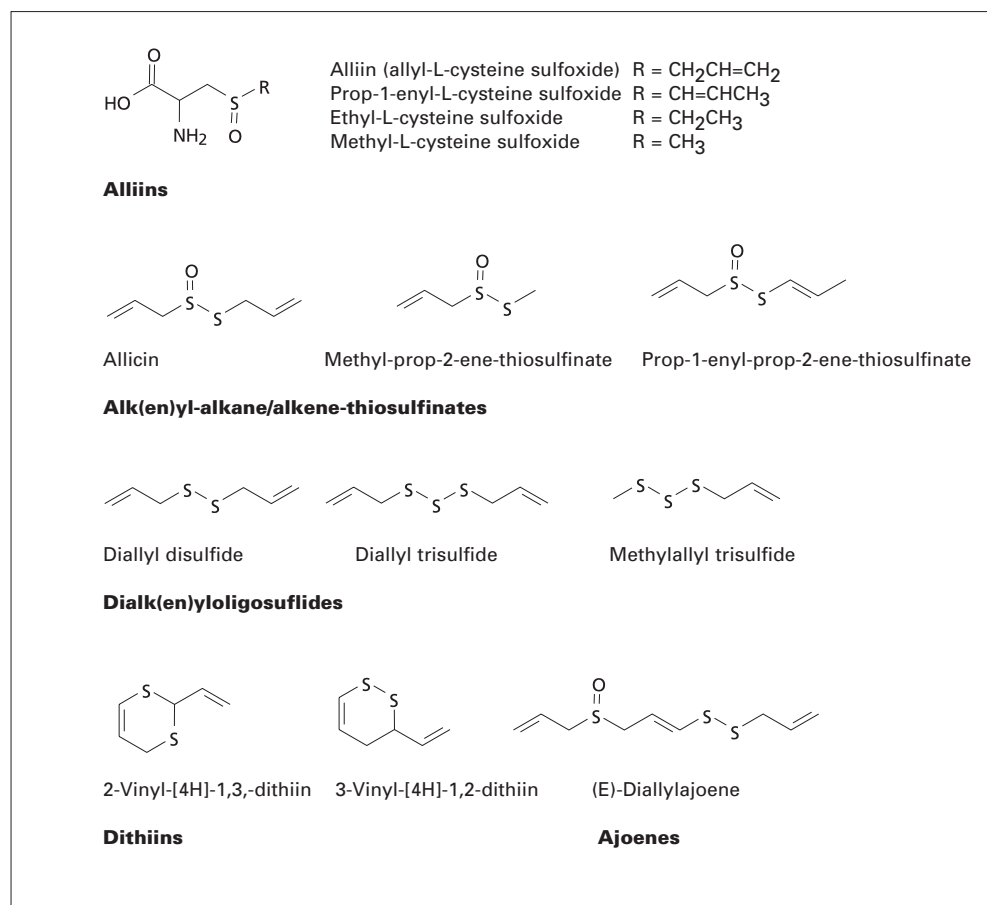 O
HO
NH2
S
O
R
Alliin (allyl-L-cysteine sulfoxide) R = CH2CH=CH2
Prop-1-enyl-L-cysteine sulfoxide R = CH=CHCH3
Ethyl-L-cysteine sulfoxide R = CH2CH3
Methyl-L-cysteine sulfoxide R = CH3
Alliins
O
S
S
O
S
S
O
S
S
Allicin Methyl-prop-2-ene-thiosulfinate Prop-1-enyl-prop-2-ene-thiosulfinate
Alk(en)yl-alkane/alkene-thiosulfinates
S
S
S
S
S
S
S
S
Diallyl disulfide Diallyl trisulfide Methylallyl trisulfide
Dialk(en)yloligosuflides
S
S
S
S
O
S
S
S
2-Vinyl-[4H]-1,3,-dithiin 3-Vinyl-[4H]-1,2-dithiin (E)-Diallylajoene
Dithiins Ajoenes